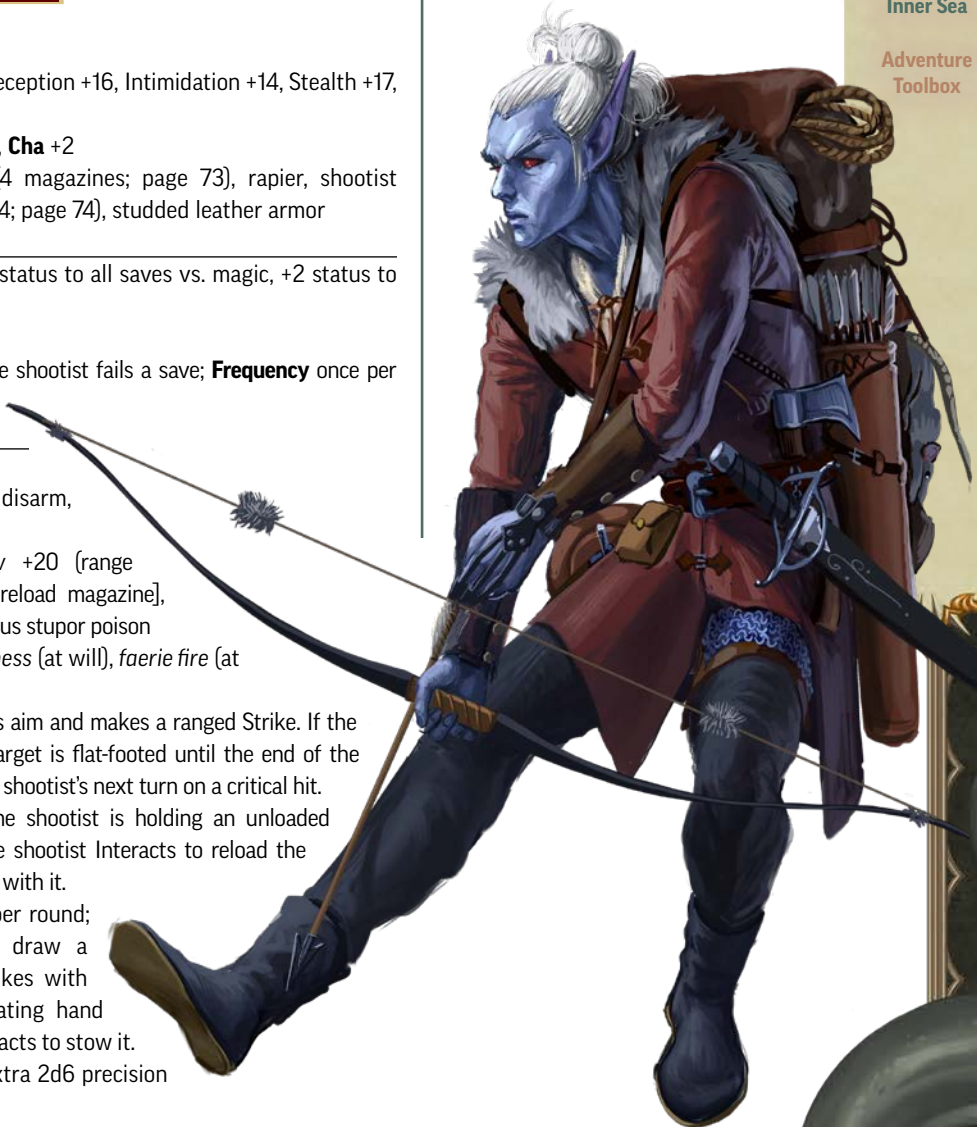 Inner Sea
Adventure
Toolbox
eception +16, Intimidation +14, Stealth +17,
, Cha +2
4 magazines; page 73), rapier, shootist
4; page 74), studded leather armor
status to all saves vs. magic, +2 status to
e shootist fails a save; Frequency once per
disarm,
+20 (range
reload magazine],
us stupor poison
ness (at will), faerie fire (at
s aim and makes a ranged Strike. If the
arget is flat-footed until the end of the
shootist's next turn on a critical hit.
he shootist is holding an unloaded
e shootist Interacts to reload the
with it.
per round;
draw a
kes with
ating hand
acts to stow it.
xtra 2d6 precision